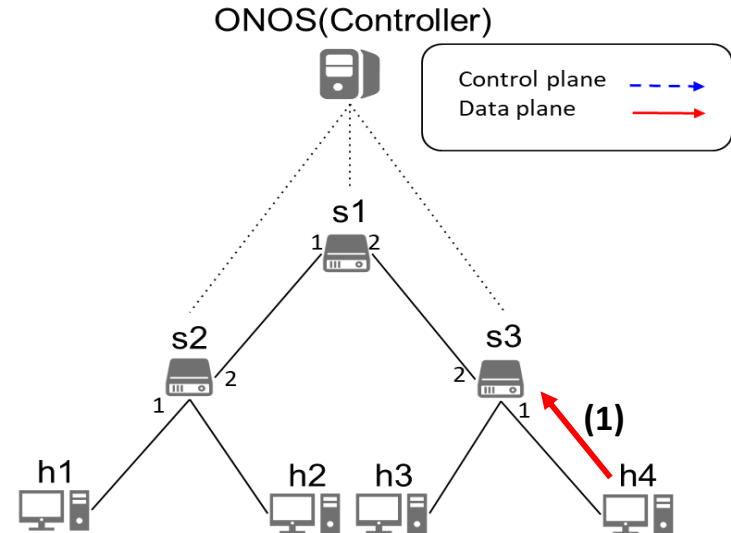 ONOS(Controller)
Control plane
Data plane
s1
1 2
s2
s3
2
2
1
1
(1)
h1
h2
h3
h4